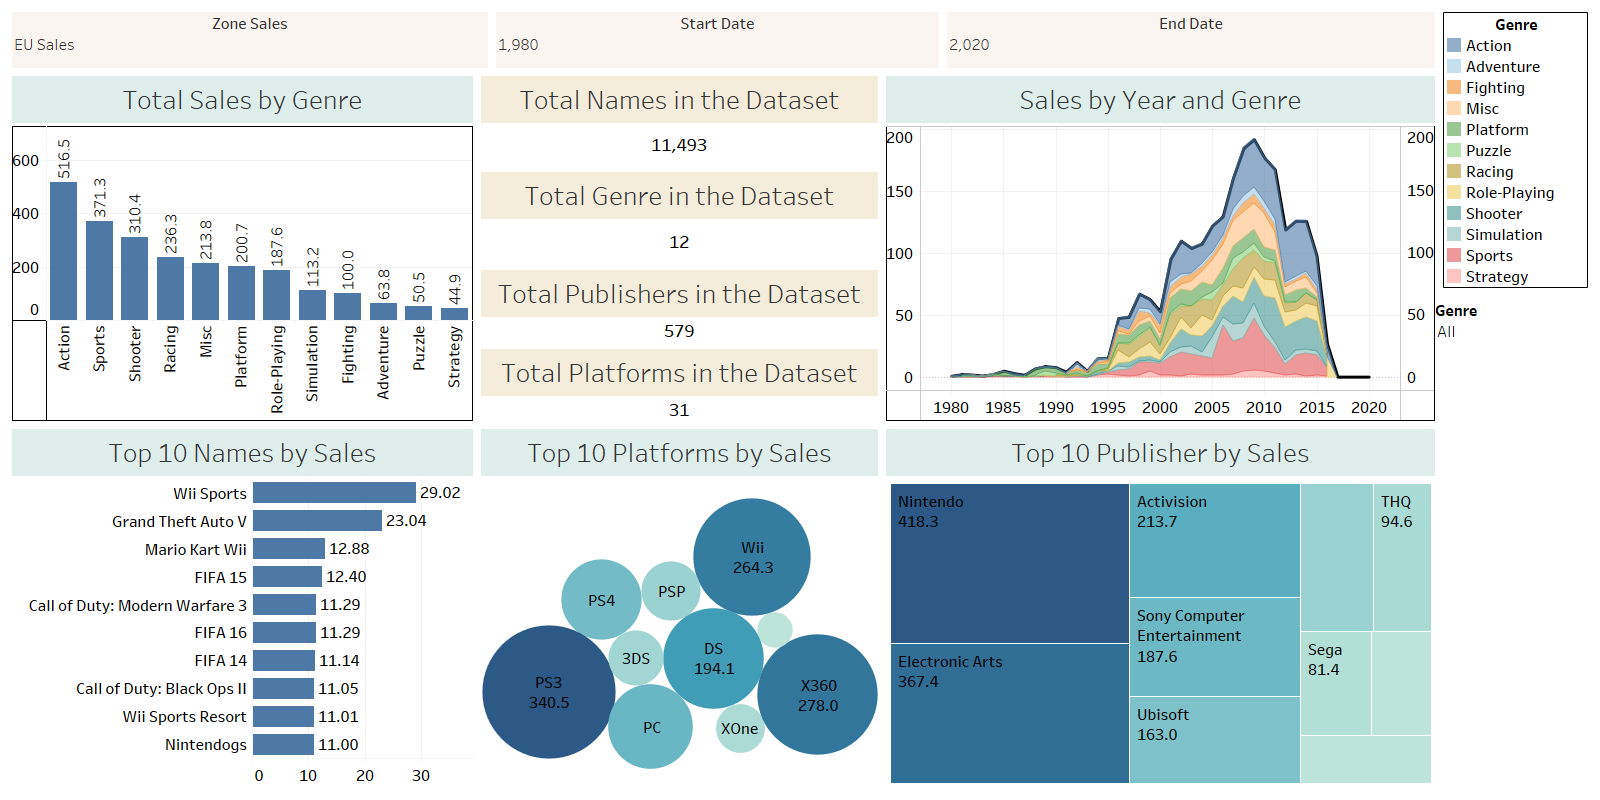 Zone Sales
EU Sales
Start Date
1,980
End Date
2,020
Genre
Action
Adventure
Fighting
Misc
Platform
Puzzle
Racing
Role-Playing
Shooter
Simulation
Sports
Strategy
Genre
All
Total Sales by Genre
600
400
200
0
516.5
371.3
310.4
236.3
213.8
200.7
187.6
113.2
100.0
63.8
50.5
44.9
Action
Sports
Shooter
Racing
Misc
Platform
Role-Playing
Simulation
Fighting
Adventure
Puzzle
Strategy
Total Names in the Dataset
11,493
Total Genre in the Dataset
12
Total Publishers in the Dataset
579
Total Platforms in the Dataset
31
Sales by Year and Genre
200
150
100
50
0
200
150
100
50
0
1980 1985 1990 1995 2000 2005 2010 2015 2020
Top 10 Names by Sales
Wii Sports 29.02
Grand Theft Auto V 23.04
Mario Kart Wii 12.88
FIFA 15 12.40
Call of Duty: Modern Warfare 3 11.29
FIFA 16 11.29
FIFA 14 11.14
Call of Duty: Black Ops II 11.05
Wii Sports Resort 11.01
Nintendogs 11.00
0 10 20 30
Top 10 Platforms by Sales
Wii
264.3
PS4
PSP
3DS
DS
194.1
PS3
340.5
X360
278.0
PC
XOne
Top 10 Publisher by Sales
Nintendo
418.3
Electronic Arts
367.4
Activision
213.7
Sony Computer
Entertainment
187.6
Ubisoft
163.0
THQ
94.6
Sega
81.4